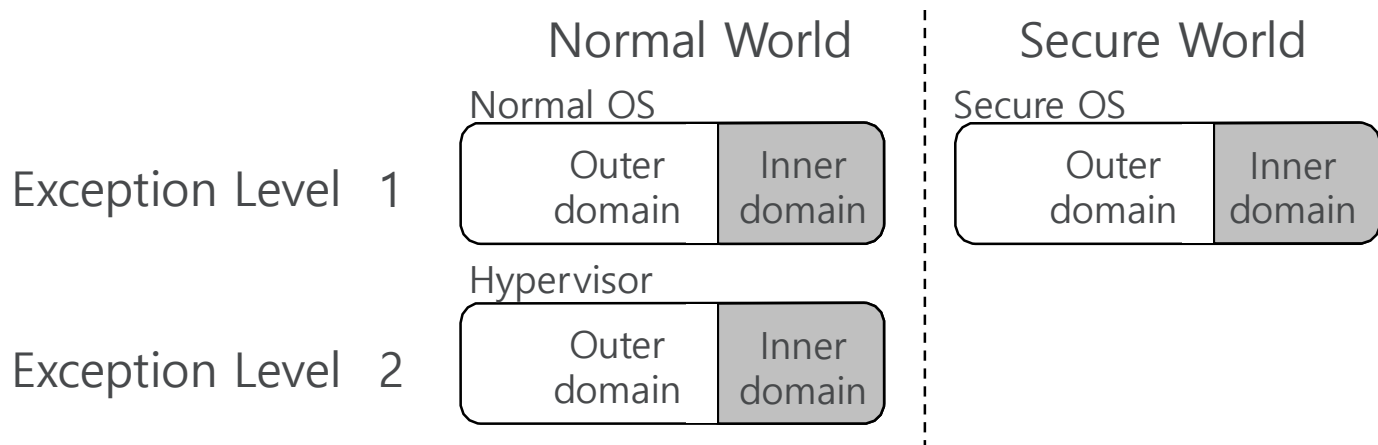 Normal World
Secure World
Normal OS
Secure OS
Exception Level 1
Outer
domain
Inner
domain
Outer
domain
Inner
domain
Hypervisor
Exception Level 2
Outer
domain
Inner
domain